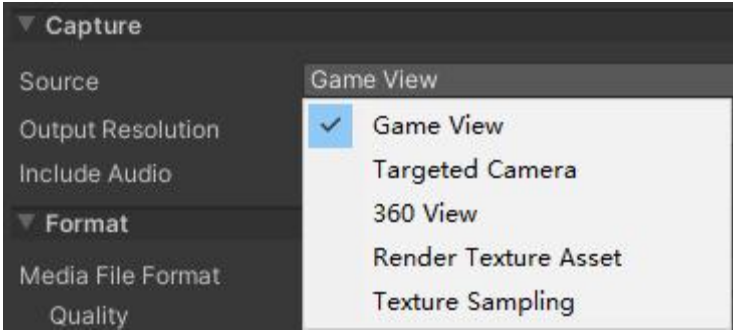 Capture
Source Game View
Output Resolution
Include Audio
Format
Media File Format
Quality
Game View
Targeted Camera
360 View
Render Texture Asset
Texture Sampling